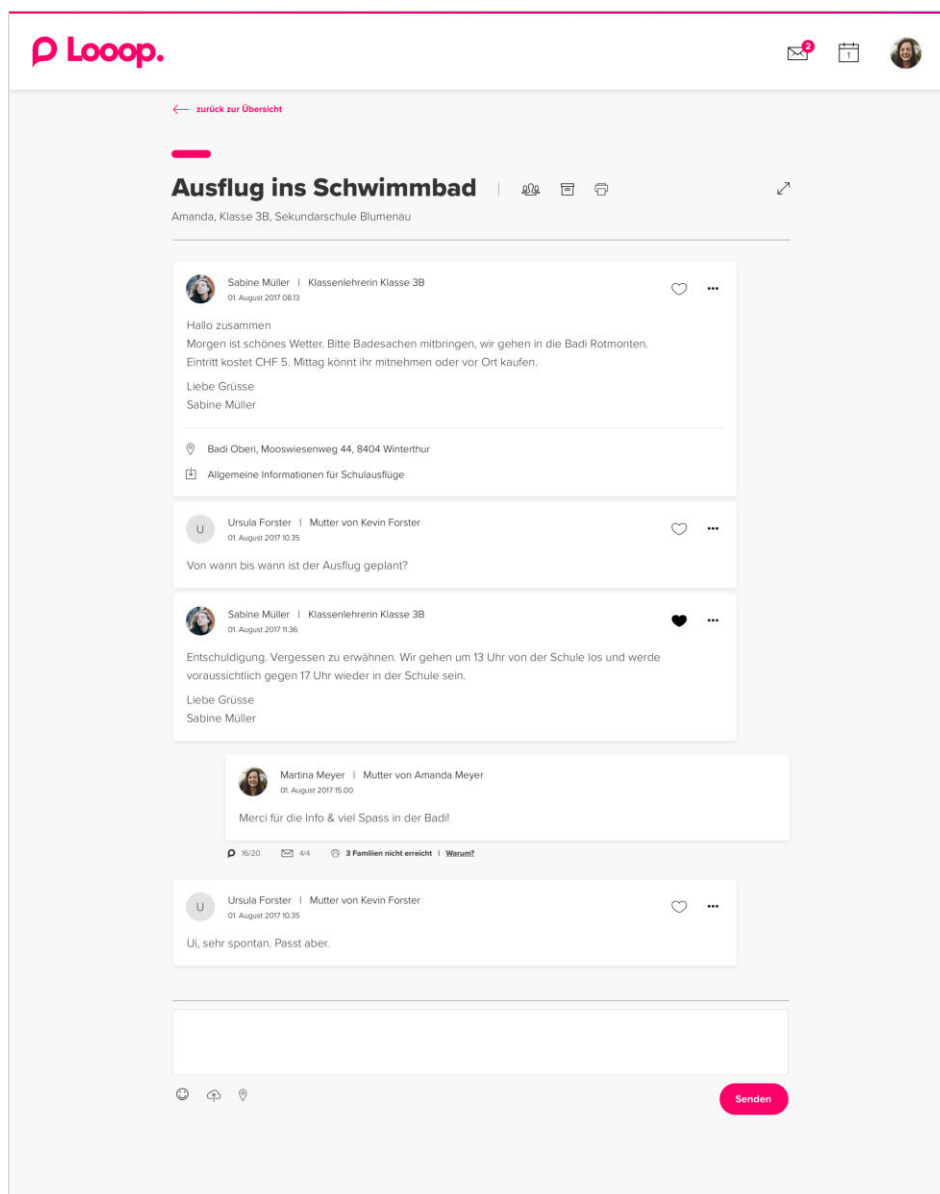 Looop.
2
1
zurück zur Übersicht
Ausflug ins Schwimmbad
Amanda, Klasse 3B, Sekundarschule Blumenau
Sabine Müller | Klassenlehrerin Klasse 3B
01. August 2017 08.13
Hallo zusammen
Morgen ist schönes Wetter. Bitte Badesachen mitbringen, wir gehen in die Badi Rotmonten.
Eintritt kostet CHF 5. Mittag könnt ihr mitnehmen oder vor Ort kaufen.
Liebe Grüsse
Sabine Müller
Badi Oberi, Mooswiesenweg 44, 8404 Winterthur
Allgemeine Informationen für Schulausflüge
U
Ursula Forster | Mutter von Kevin Forster
01. August 2017 10.35
Von wann bis wann ist der Ausflug geplant?
Sabine Müller | Klassenlehrerin Klasse 3B
01. August 2017 11.36
Entschuldigung. Vergessen zu erwähnen. Wir gehen um 13 Uhr von der Schule los und werde
voraussichtlich gegen 17 Uhr wieder in der Schule sein.
Liebe Grüsse
Sabine Müller
Martina Meyer | Mutter von Amanda Meyer
01. August 2017 15.00
Merci für die Info & viel Spass in der Badi!
16/20 4/4 3 Familien nicht erreicht | Warum?
U
Ursula Forster | Mutter von Kevin Forster
01. August 2017 10.35
Ui, sehr spontan. Passt aber.
Senden